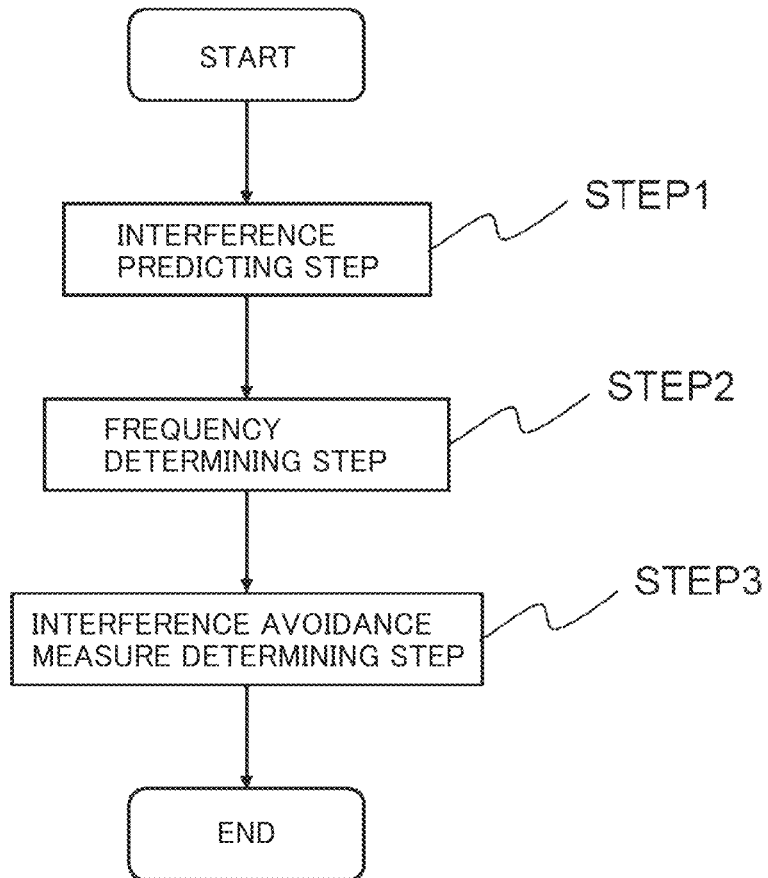 START
STEP1
INTERFERENCE
PREDICTING STEP
STEP2
FREQUENCY
DETERMINING STEP
STEP3
INTERFERENCE AVOIDANCE
MEASURE DETERMINING STEP
END